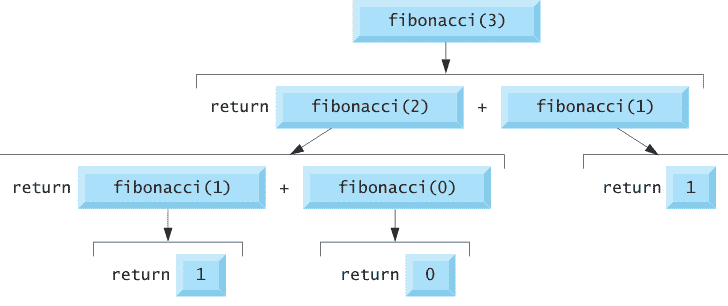 fibonacci(3)
return fibonacci(2) + fibonacci(1)
return fibonacci(1) + fibonacci(0) return 1
return 1 return 0